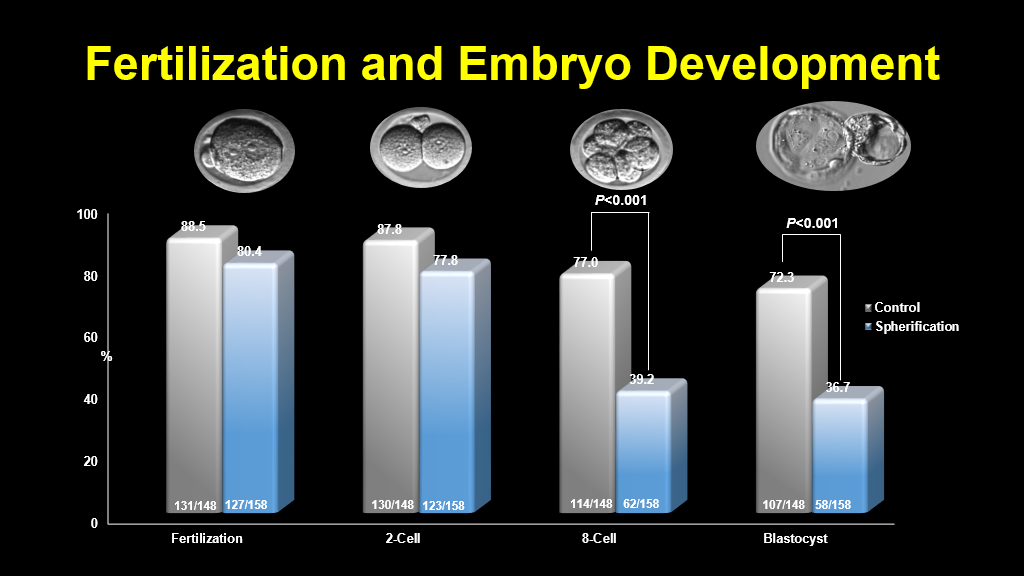 Fertilization and Embryo Development
P<0.001
P<0.001
100
80
60
%
40
20
0
88.5
80.4
87.8
77.8
77.0
39.2
72.3
36.7
Control
Spherification
131/148
127/158
130/148
123/158
114/148
62/158
107/148
58/158
Fertilization
2-Cell
8-Cell
Blastocyst